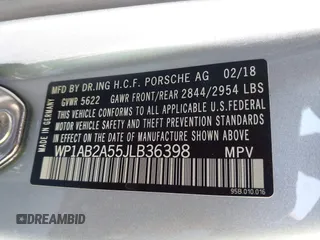 MFD BY DR.ING H.C.F. PORSCHE AG 02/18
GVWR 5622 GAWR FRONT/REAR 2844/2954 LBS
THIS VEHICLE CONFORMS TO ALL APPLICABLE U.S.FEDERAL
MOTOR VEHICLE SAFETY AND THEFT PREVENTION STANDARDS
IN EFFECT ON THE DATE OF MANUFACTURE SHOWN ABOVE.
WP1AB2A55JLB36398 MPV
MADE IN GERMANY
95B.010.016
DREAMBID